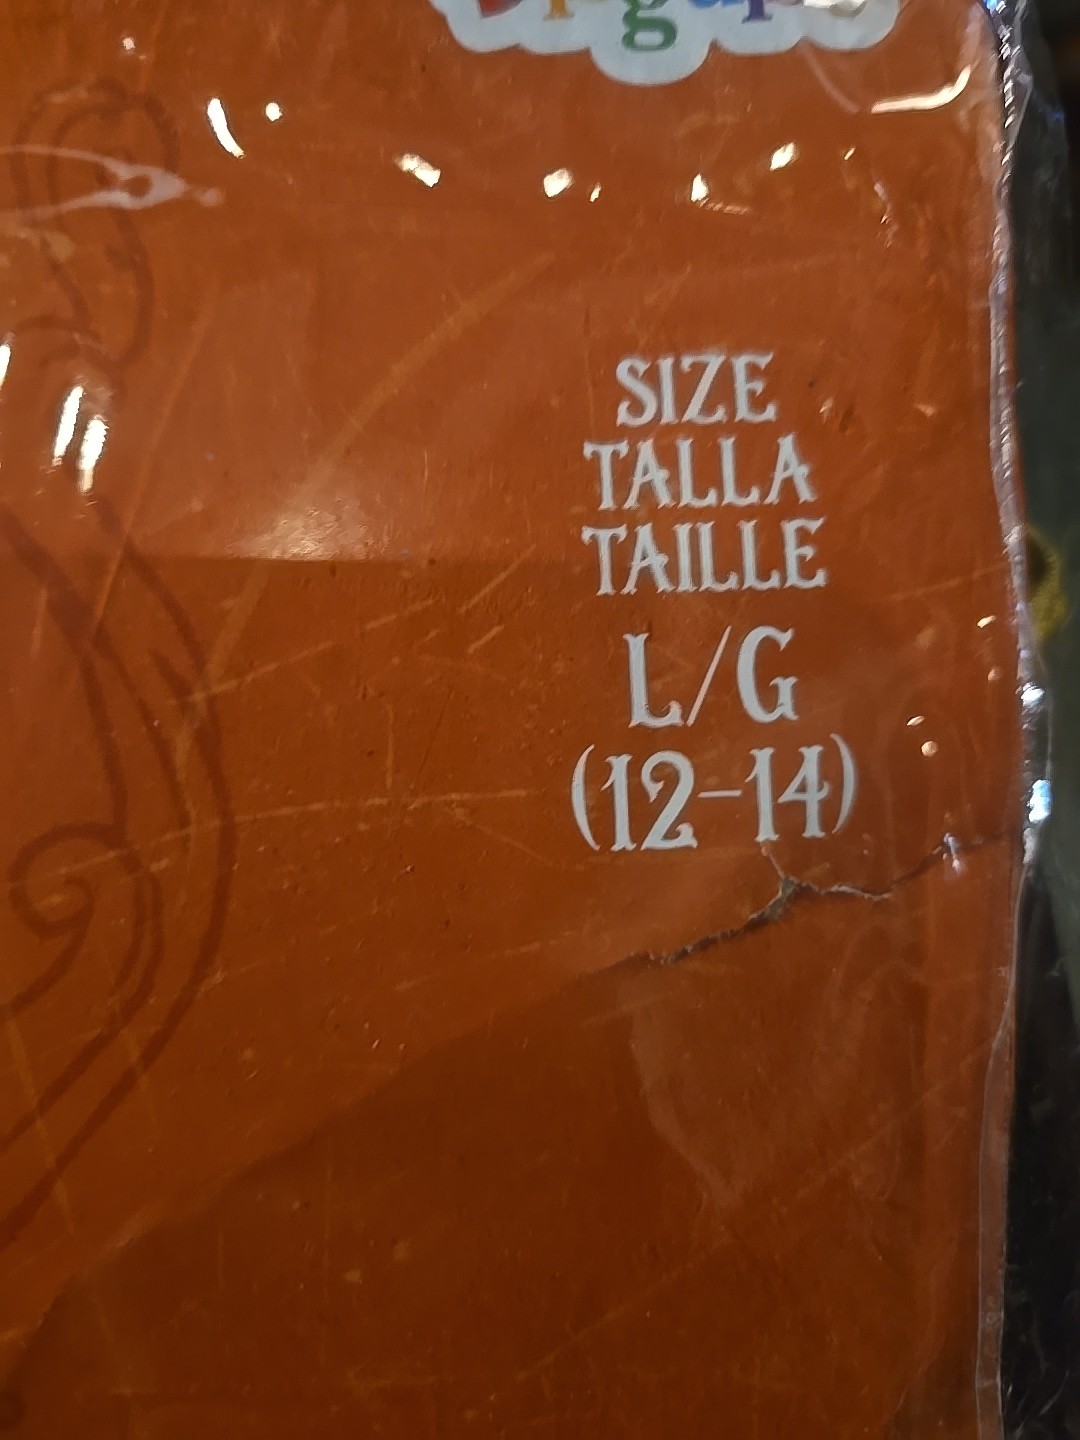 SIZE
TALLA
TAILLE
L/G
(12-14)